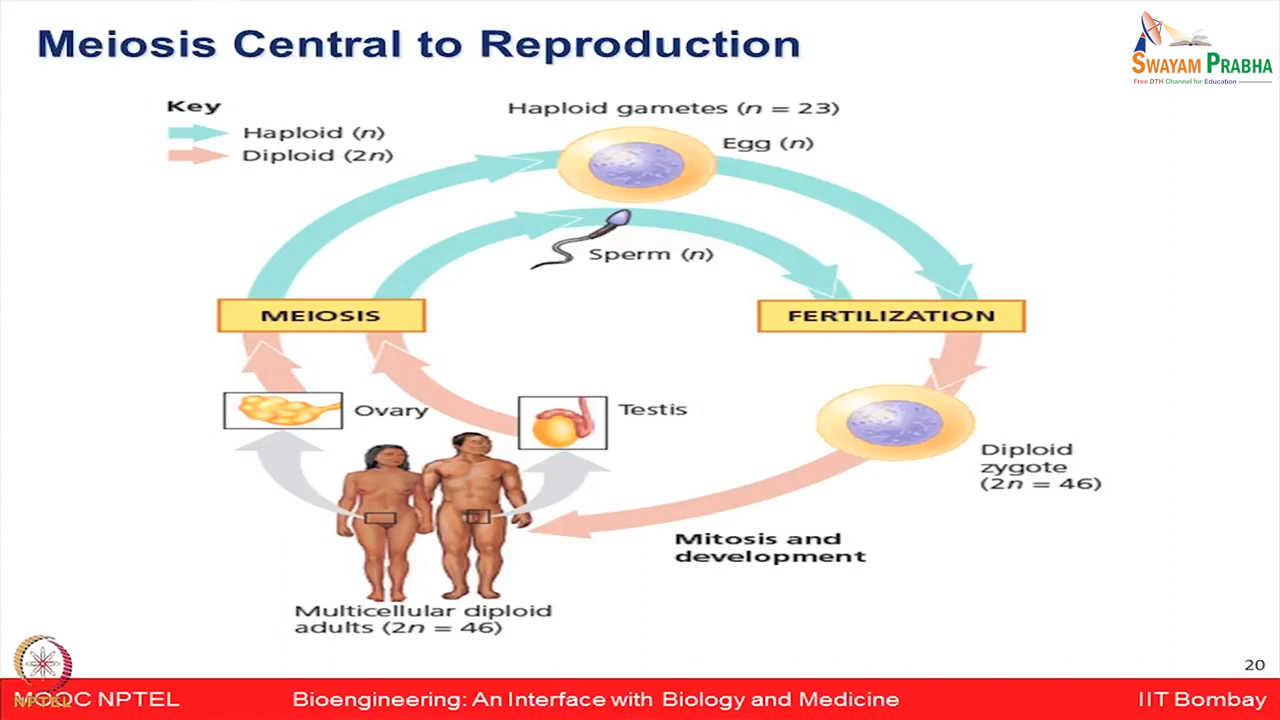 Meiosis Central to Reproduction
SWAYAM PRABHA
Free DTH Channel for Education
Key
Haploid (n)
Diploid (2n)
Haploid gametes (n = 23)
Egg (n)
Sperm (n)
MEIOSIS
FERTILIZATION
Ovary
Testis
Diploid
zygote
(2n = 46)
Mitosis and
development
Multicellular diploid
adults (2n = 46)
20
NPTEL
MOOC NPTEL
Bioengineering: An Interface with Biology and Medicine
IIT Bombay